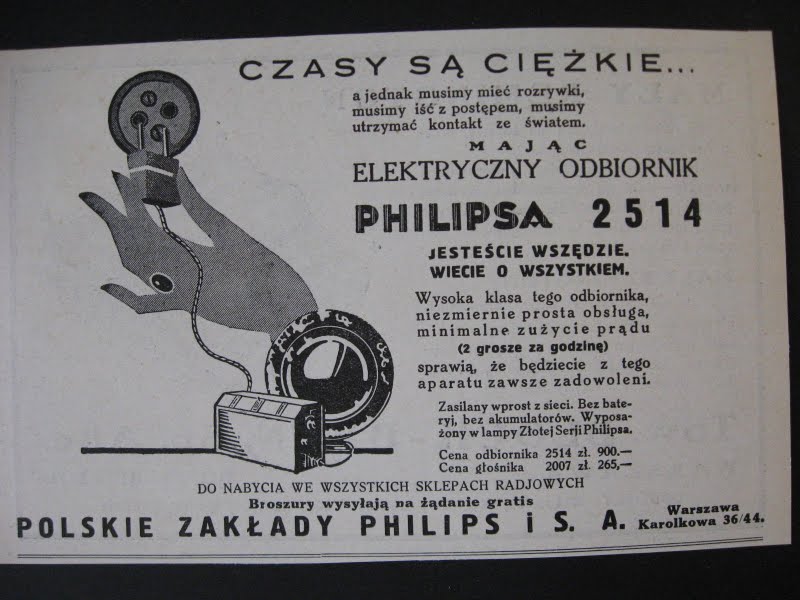 CZASY SĄ CIĘŻKIE...
a jednak musimy mieć rozrywki,
musimy iść z postępem, musimy
utrzymać kontakt ze światem.
MAJĄC
ELEKTRYCZNY ODBIORNIK
PHILIPSA 2514
JESTEŚCIE WSZĘDZIE.
WIECIE O WSZYSTKIEM.
Wysoka klasa tego odbiornika,
niezmiernie prosta obsługa,
minimalne zużycie prądu
(2 grosze za godzinę)
sprawią, że będziecie z tego
aparatu zawsze zadowoleni.
Zasilany wprost z sieci. Bez bate-
ryj, bez akumulatorów. Wyposa-
żony w lampy Złotej Serji Philipsa.
Cena odbiornika 2514 zł. 900.—
Cena głośnika 2007 zł. 265,—
DO NABYCIA WE WSZYSTKICH SKLEPACH RADJOWYCH
Broszury wysyłają na żądanie gratis
POLSKIE ZAKŁADY PHILIPS i S. A. Warszawa
Karolkowa 36/44.